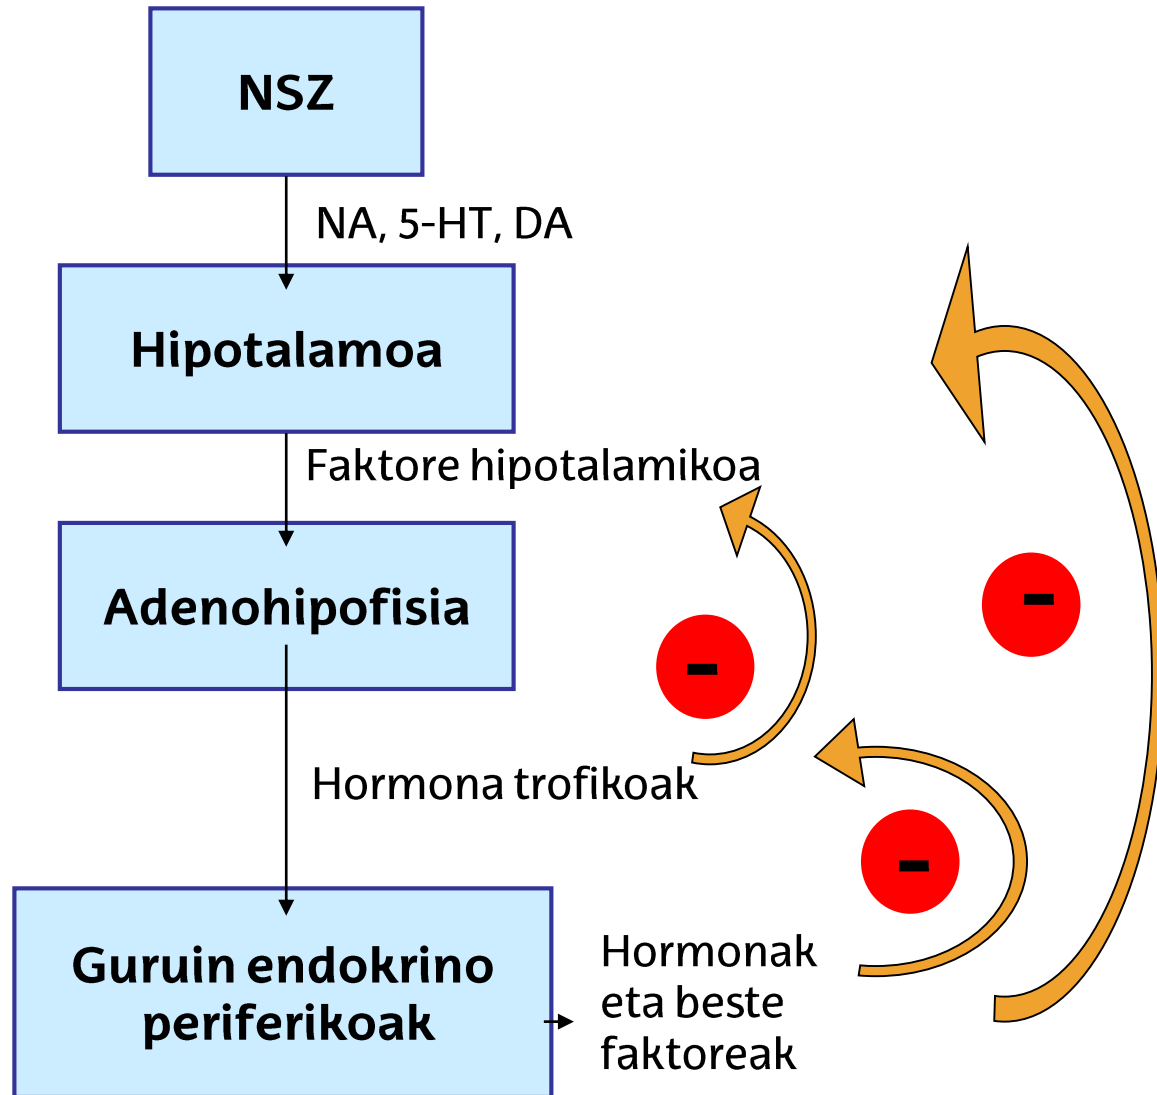 NSZ
NA, 5-HT, DA
Hipotalamoa
Faktore hipotalamikoa
Adenohipofisia
-
-
Hormona trofikoak
-
Guruin endokrino
periferikoak
Hormonak
eta beste
faktoreak